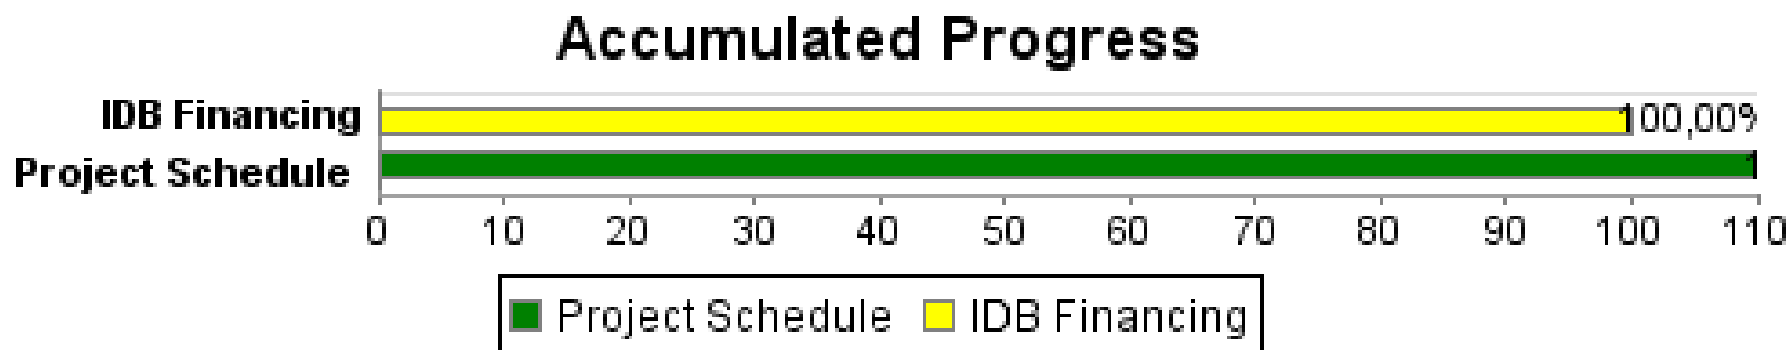 Accumulated Progress
IDB Financing 100,00%
Project Schedule 1
0 10 20 30 40 50 60 70 80 90 100 110
Project Schedule IDB Financing